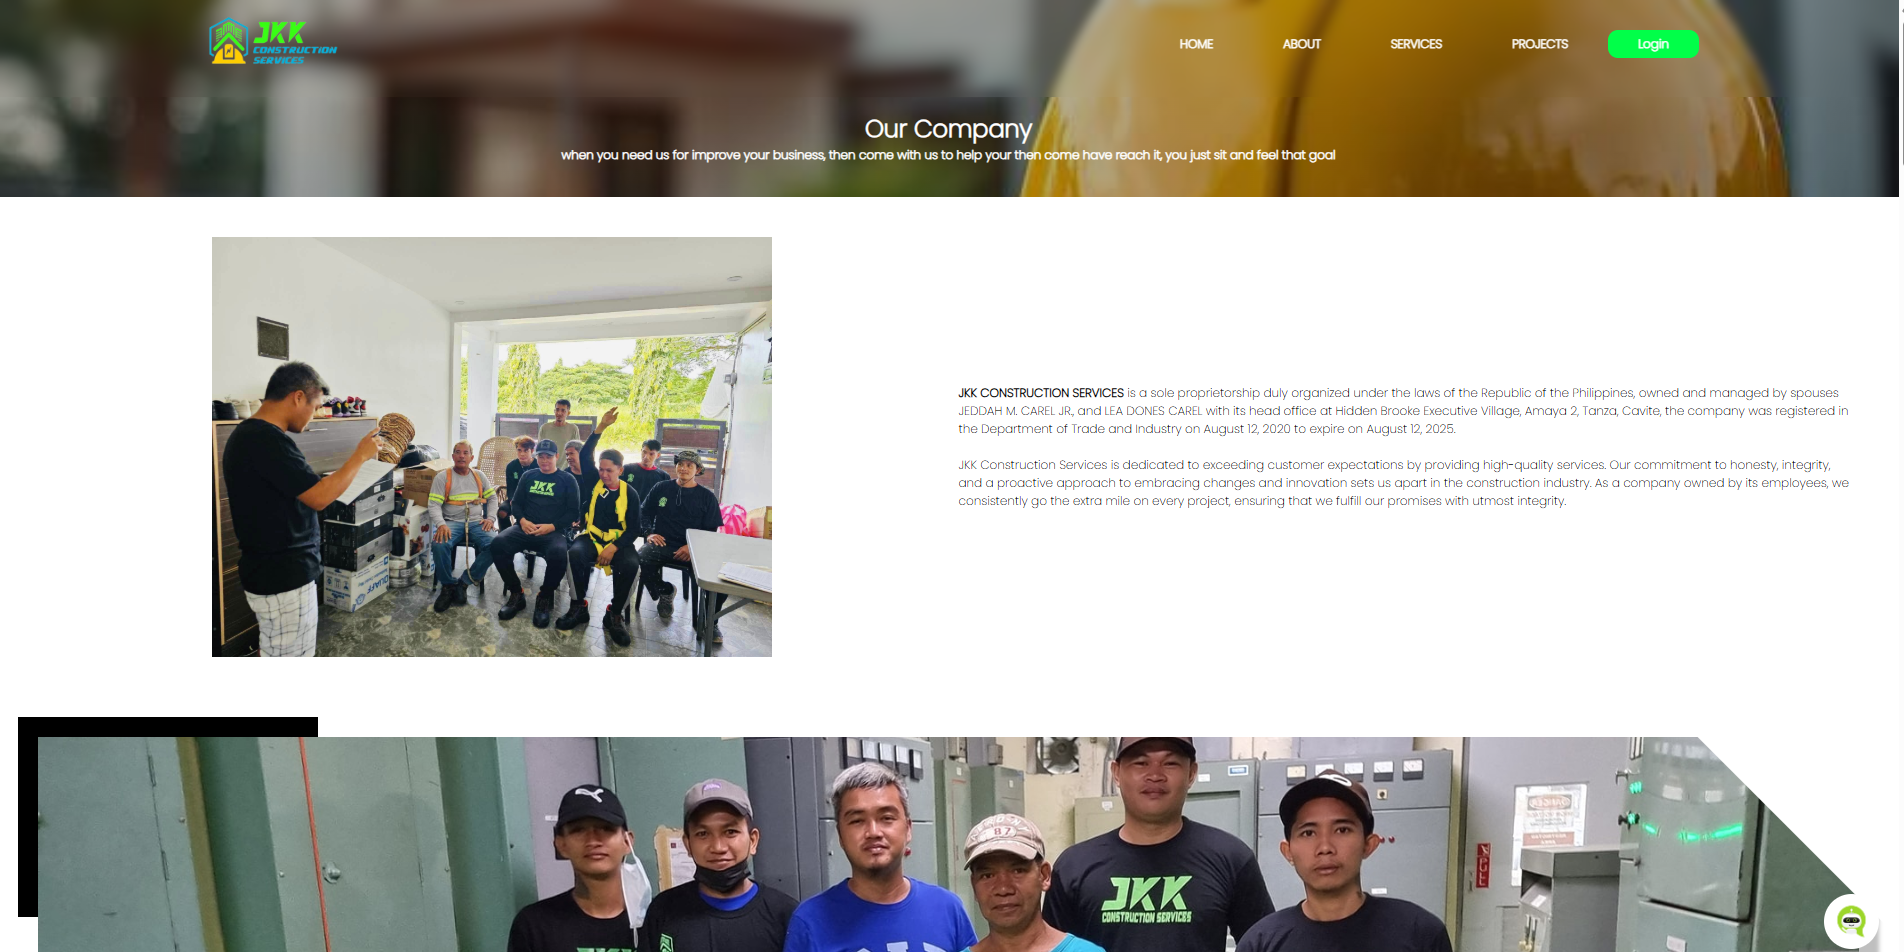 JKK
CONSTRUCTION
SERVICES
HOME ABOUT SERVICES PROJECTS Login
Our Company
when you need us for improve your business, then come with us to help your then come have reach it, you just sit and feel that goal
JKK CONSTRUCTION SERVICES is a sole proprietorship duly organized under the laws of the Republic of the Philippines, owned and managed by spouses
JEDDAH M. CAREL JR., and LEA DONES CAREL with its head office at Hidden Brooke Executive Village, Amaya 2, Tanza, Cavite, the company was registered in
the Department of Trade and Industry on August 12, 2020 to expire on August 12, 2025.
JKK Construction Services is dedicated to exceeding customer expectations by providing high-quality services. Our commitment to honesty, integrity,
and a proactive approach to embracing changes and innovation sets us apart in the construction industry. As a company owned by its employees, we
consistently go the extra mile on every project, ensuring that we fulfill our promises with utmost integrity.
JKK
87
PULL
JKK
CONSTRUCTION SERVICES
JKK